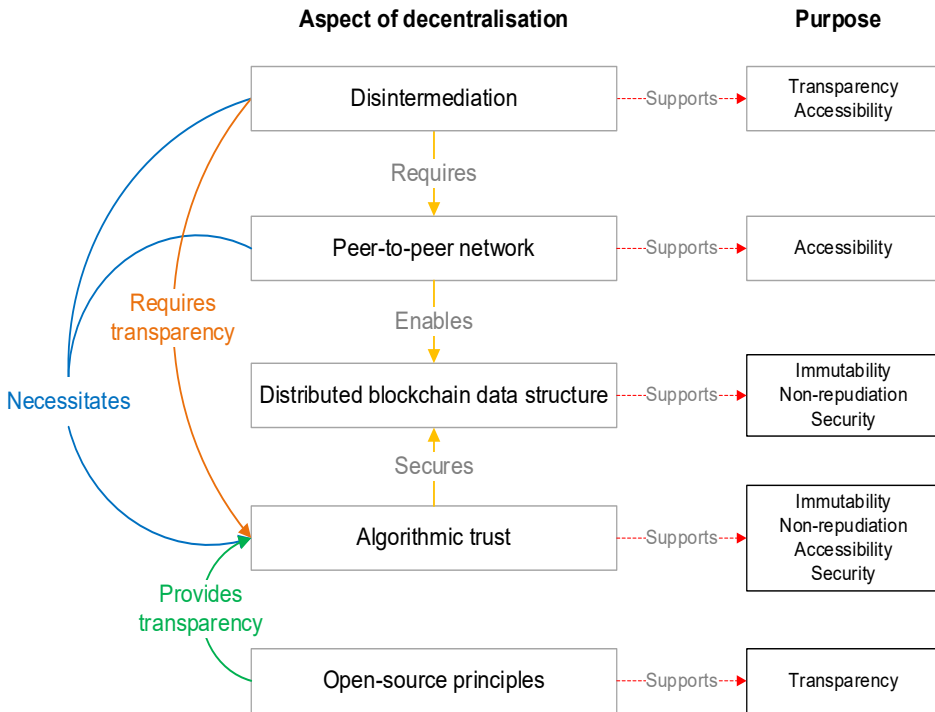 Aspect of decentralisation
Purpose
Disintermediation
Supports
Transparency
Accessibility
Requires
Peer-to-peer network
Supports
Accessibility
Requires
transparency
Enables
Necessitates
Distributed blockchain data structure
Supports
Immutability
Non-repudiation
Security
Secures
Algorithmic trust
Supports
Immutability
Non-repudiation
Accessibility
Security
Provides
transparency
Open-source principles
Supports
Transparency